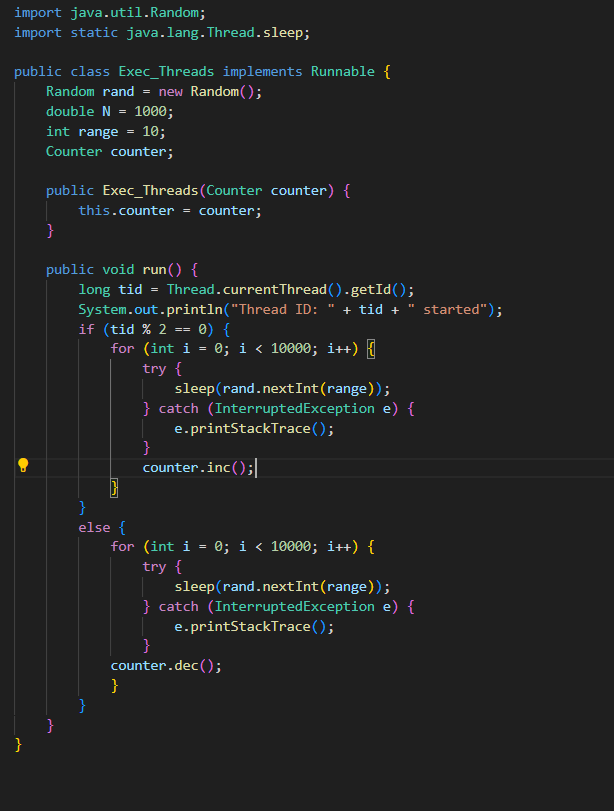 import java.util.Random;
import static java.lang.Thread.sleep;

public class Exec_Threads implements Runnable {
    Random rand = new Random();
    double N = 1000;
    int range = 10;
    Counter counter;

    public Exec_Threads(Counter counter) {
        this.counter = counter;
    }

    public void run() {
        long tid = Thread.currentThread().getId();
        System.out.println("Thread ID: " + tid + " started");
        if (tid % 2 == 0) {
            for (int i = 0; i < 10000; i++) {
                try {
                    sleep(rand.nextInt(range));
                } catch (InterruptedException e) {
                    e.printStackTrace();
                }
                counter.inc();
            }
        }
        else {
            for (int i = 0; i < 10000; i++) {
                try {
                    sleep(rand.nextInt(range));
                } catch (InterruptedException e) {
                    e.printStackTrace();
                }
            counter.dec();
            }
        }
    }
}